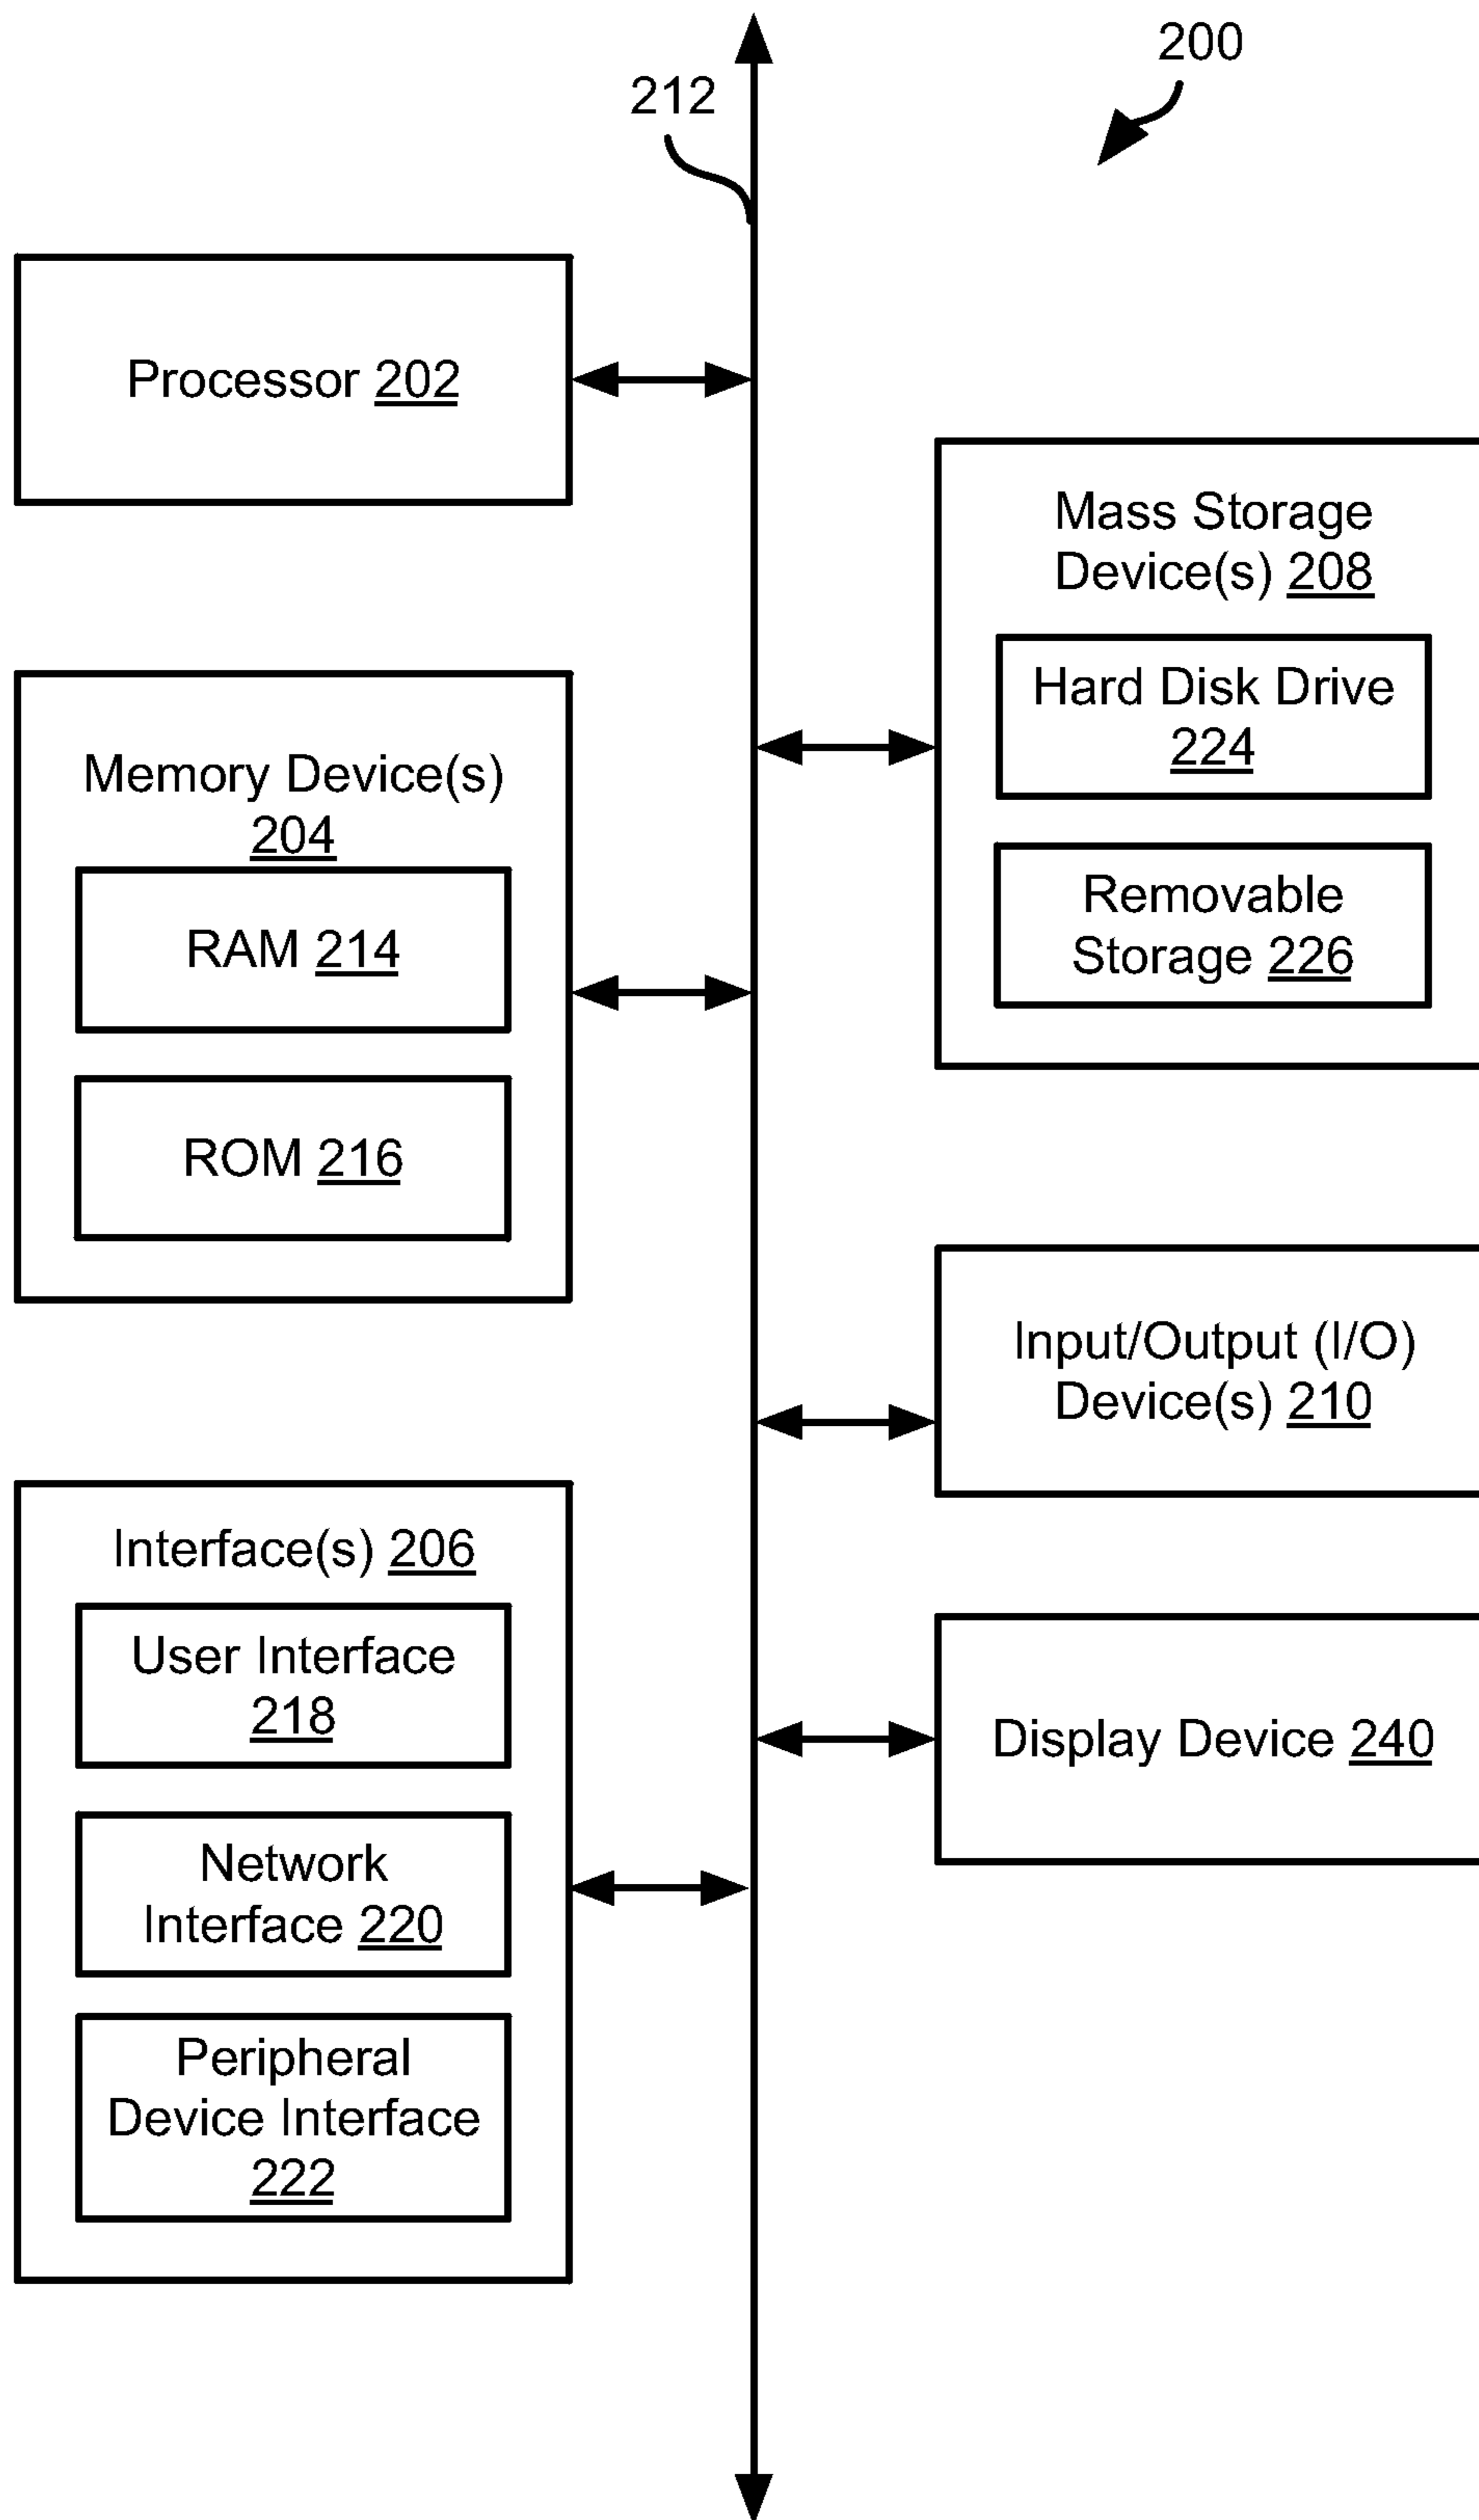 200
212
Processor 202
Mass Storage
Device(s) 208
Hard Disk Drive
224
Removable
Storage 226
Memory Device(s)
204
RAM 214
ROM 216
Input/Output (I/O)
Device(s) 210
Interface(s) 206
User Interface
218
Network
Interface 220
Peripheral
Device Interface
222
Display Device 240